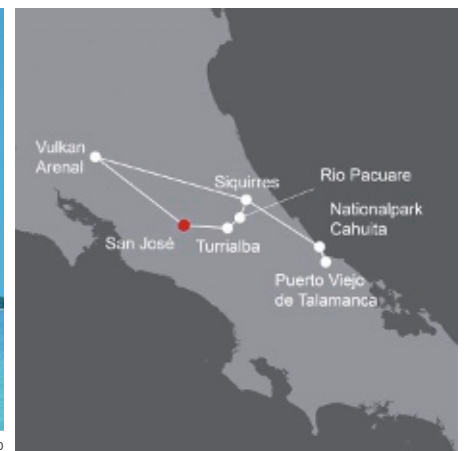 Vulkan
Arenal
Siquirres
Rio Pacuare
Nationalpark
Cahuita
San José
Turrialba
Puerto Viejo
de Talamanca